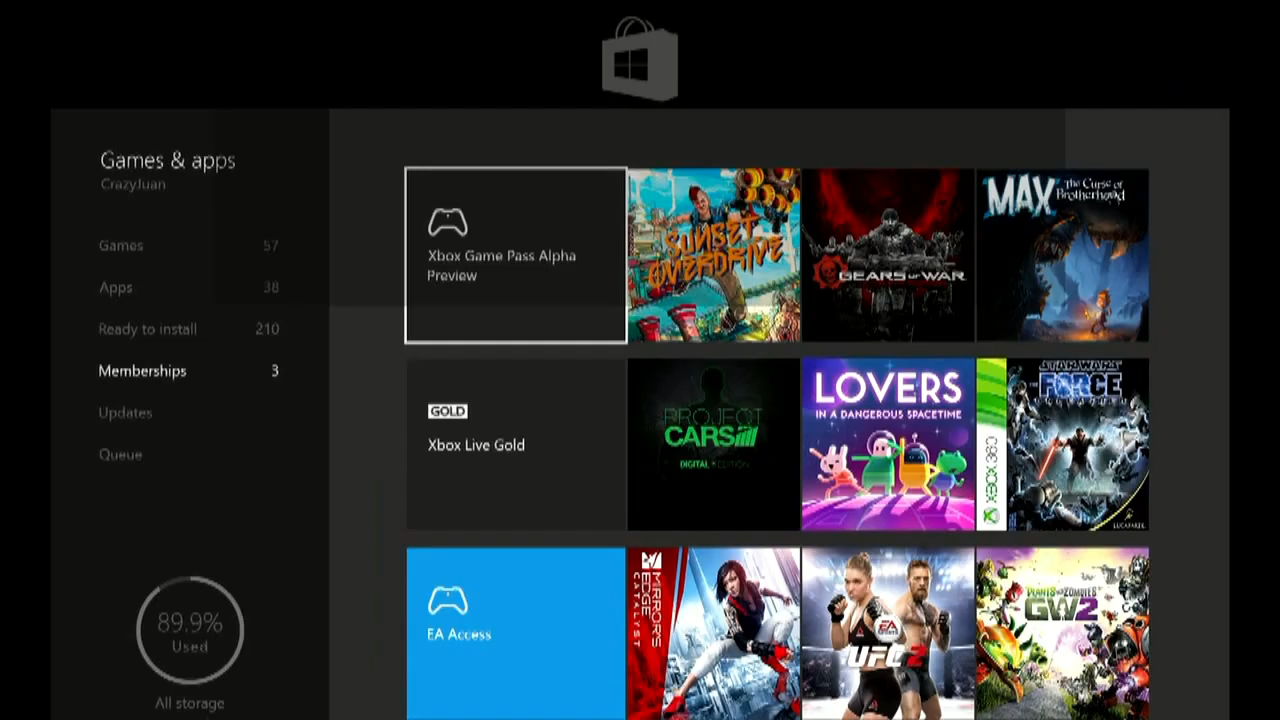 Games & apps
CrazyJuan
Games 57
Apps 38
Ready to install 210
Memberships 3
Updates
Queue
89.9%
Used
All storage
Xbox Game Pass Alpha
Preview
SUNSET
OVERDRIVE
GEARS OF WAR
MAX The Curse of
Brotherhood
GOLD
Xbox Live Gold
PROJECT
CARS
DIGITAL EDITION
LOVERS
IN A DANGEROUS SPACETIME
XBOX 360
STAR WARS
THE FORCE
EA Access
MIRROR'S
EDGE
CATALYST
EA
SPORTS
UFC 2
PLANTS VS ZOMBIES
GW2